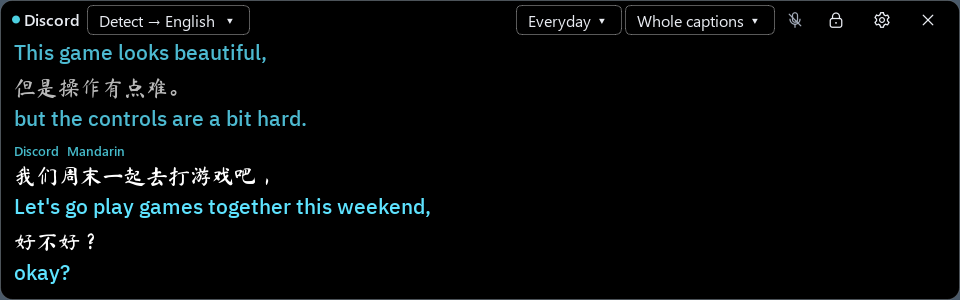 Discord Detect → English Everyday Whole captions
This game looks beautiful,
但是操作有点难。
but the controls are a bit hard.
Discord Mandarin
我们周末一起去打游戏吧，
Let's go play games together this weekend,
好不好？
okay?